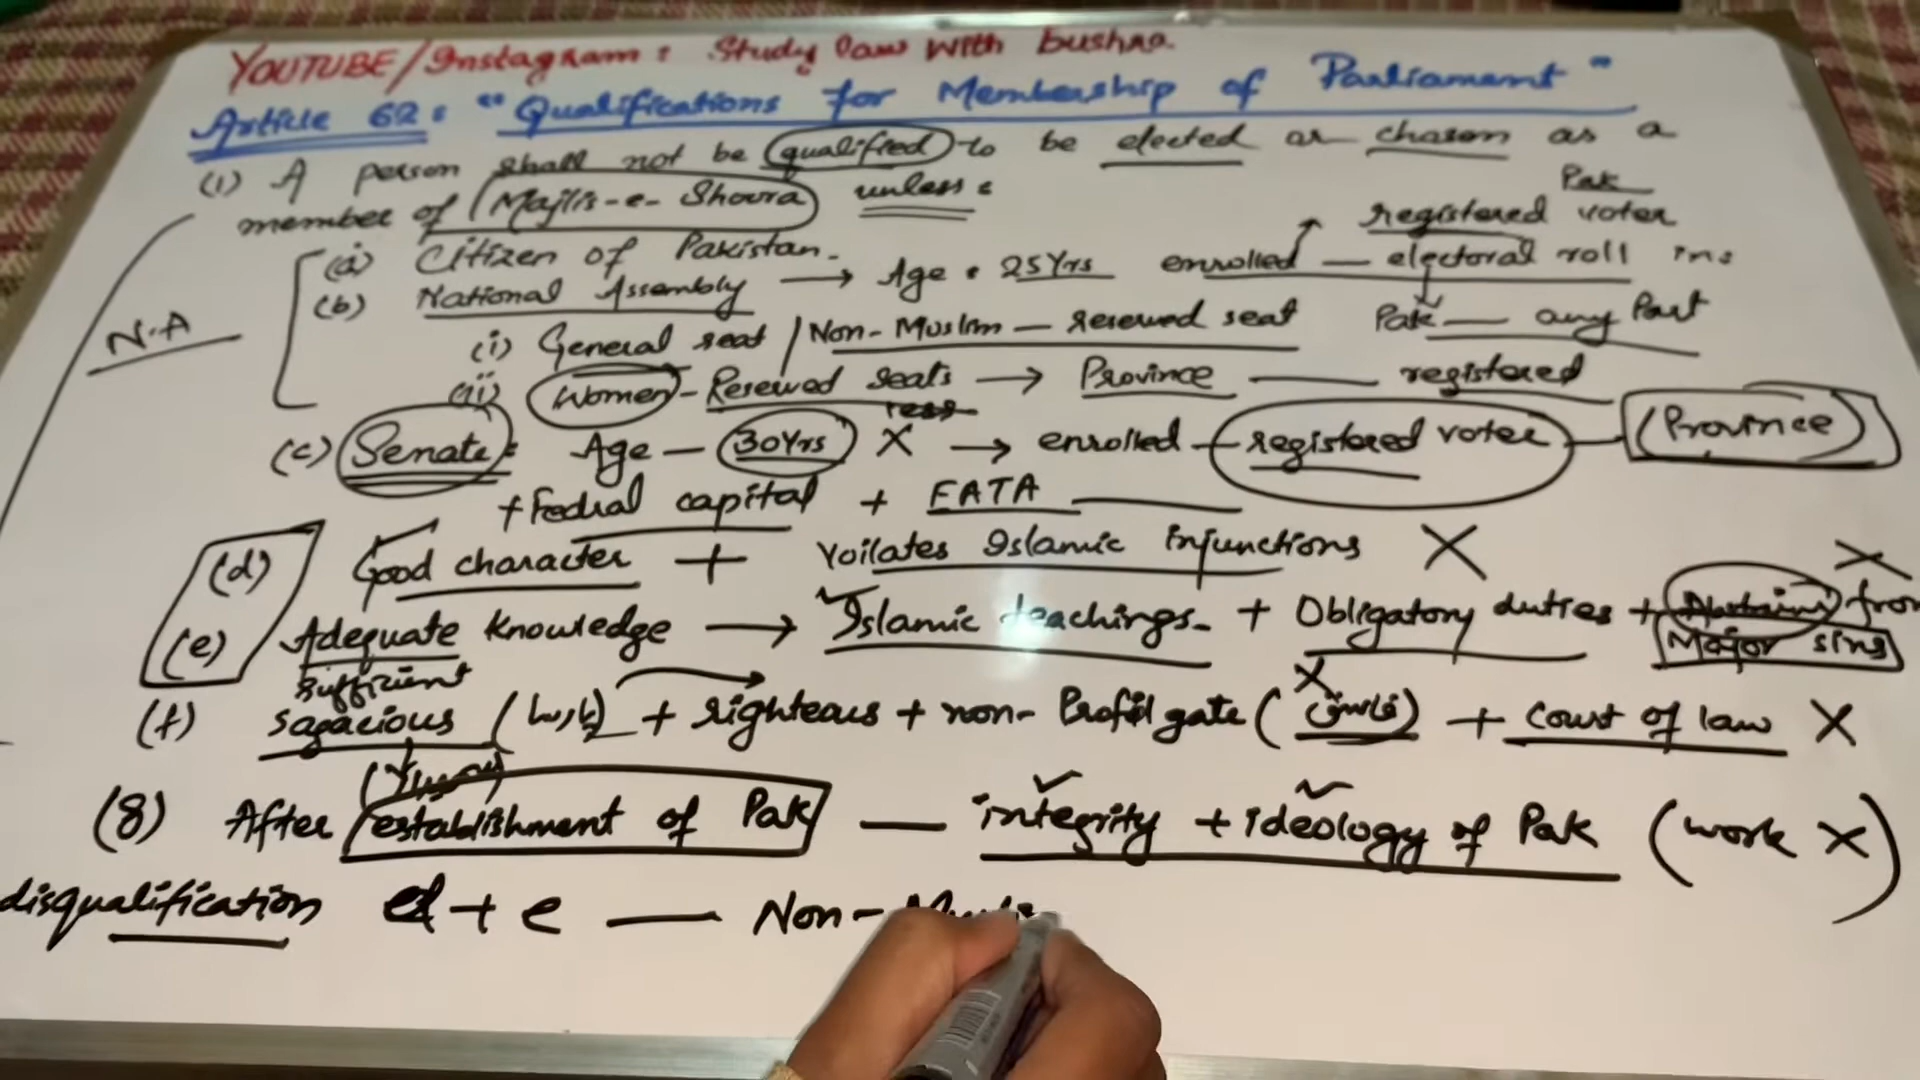 YOUTUBE/Instagram: Study law with bushra.
Article 62: "Qualifications for Membership of Parliament"
(1) A person shall not be qualified to be elected or chosen as a
member of (Majlis-e-Shoora) unless:
Pak
registered voter
(a) Citizen of Pakistan.
(b) National Assembly → Age: 25Yrs enrolled — electoral roll in:
N.A
(i) General seat / Non-Muslim — reserved seat Pak — any Part
(ii) Women - Reserved seats → Province — registered
(c) Senate: Age — 30Yrs X → enrolled — registered voter — (Province)
+ Fedral capital + FATA
(d) Good character + Voilates Islamic injunctions X X
(e) Adequate knowledge → Islamic teachings. + Obligatory duties + from
sufficient Major sins
(f) sagacious + righteous + non-Profligate (فاسق) X + Court of law X
(g) After establishment of Pak — integrity + ideology of Pak (work X)
disqualification d + e — Non-